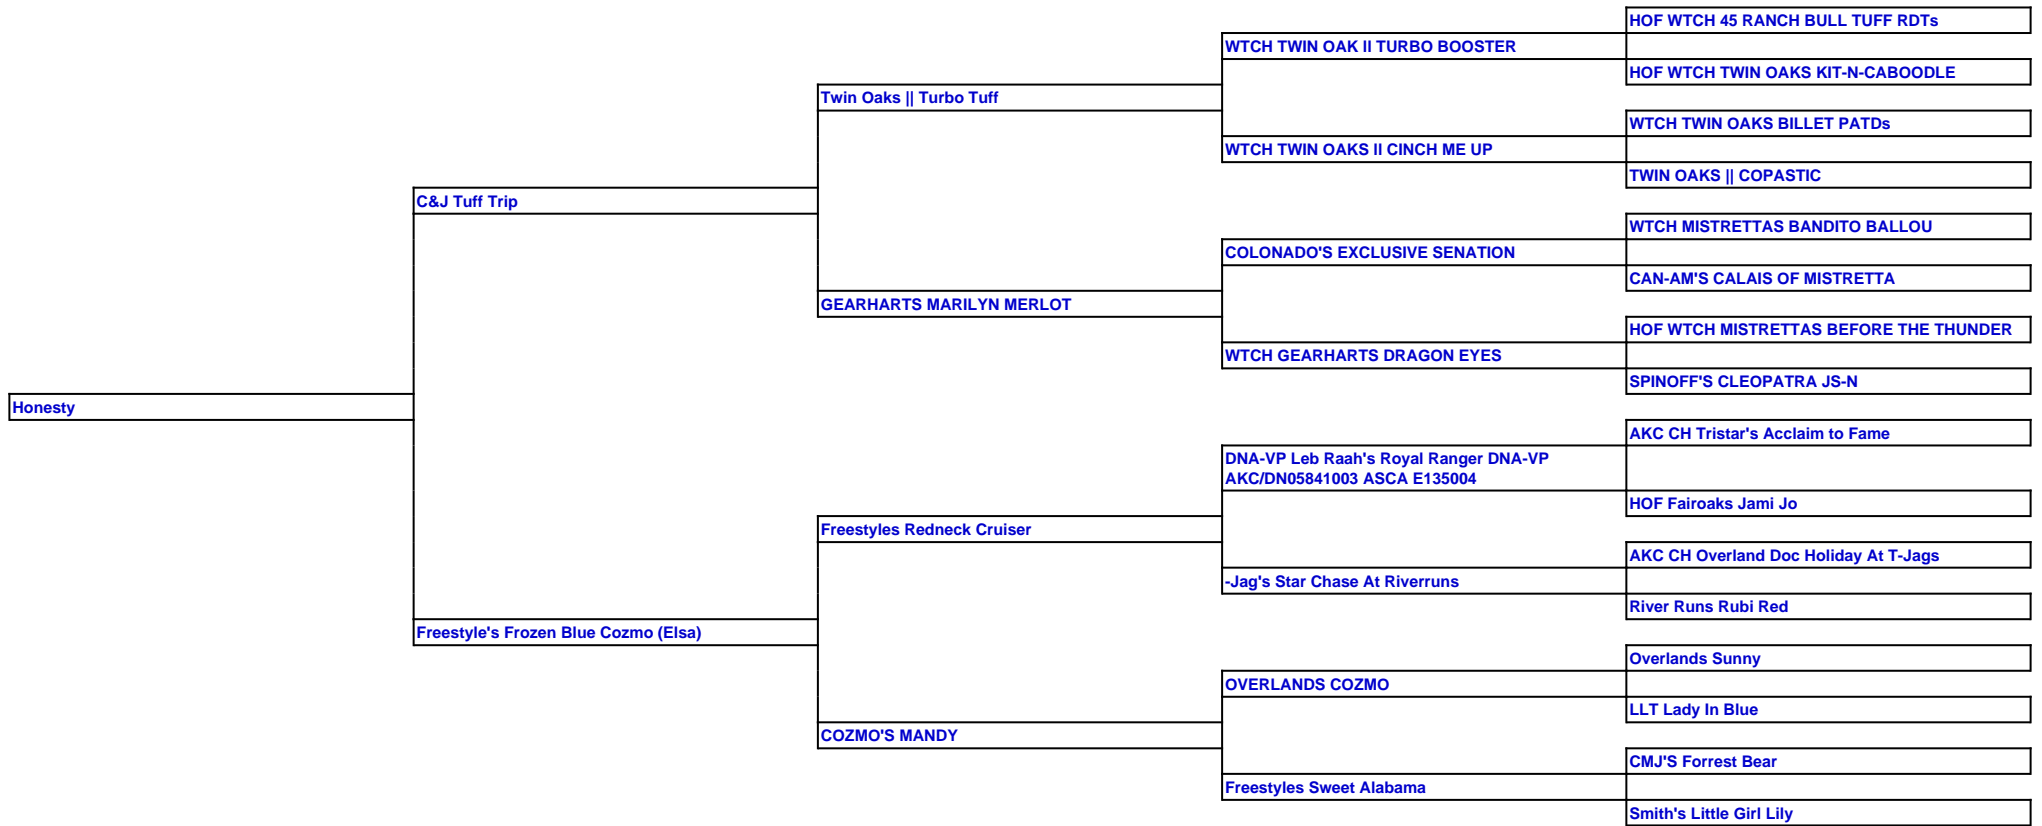 HOF WTCH 45 RANCH BULL TUFF RDTs
WTCH TWIN OAK II TURBO BOOSTER
HOF WTCH TWIN OAKS KIT-N-CABOODLE
Twin Oaks || Turbo Tuff
WTCH TWIN OAKS BILLET PATDs
WTCH TWIN OAKS II CINCH ME UP
TWIN OAKS || COPASTIC
C&J Tuff Trip
WTCH MISTRETTAS BANDITO BALLOU
COLONADO'S EXCLUSIVE SENATION
CAN-AM'S CALAIS OF MISTRETTA
GEARHARTS MARILYN MERLOT
HOF WTCH MISTRETTAS BEFORE THE THUNDER
WTCH GEARHARTS DRAGON EYES
SPINOFF'S CLEOPATRA JS-N
Honesty
AKC CH Tristar's Acclaim to Fame
DNA-VP Leb Raah's Royal Ranger DNA-VP
AKC/DN05841003 ASCA E135004
HOF Fairoaks Jami Jo
Freestyles Redneck Cruiser
AKC CH Overland Doc Holiday At T-Jags
-Jag's Star Chase At Riverruns
River Runs Rubi Red
Freestyle's Frozen Blue Cozmo (Elsa)
Overlands Sunny
OVERLANDS COZMO
LLT Lady In Blue
COZMO'S MANDY
CMJ'S Forrest Bear
Freestyles Sweet Alabama
Smith's Little Girl Lily